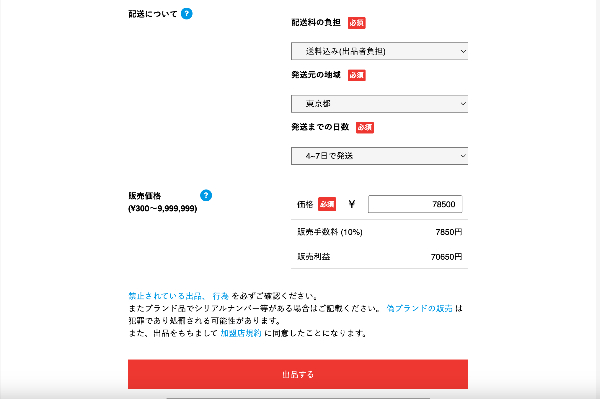 配送について ?
配送料の負担 必須
送料込み(出品者負担)
発送元の地域 必須
東京都
発送までの日数 必須
4~7日で発送
販売価格 ?
(¥300〜9,999,999)
価格 必須 ¥ 78500
販売手数料 (10%) 7850円
販売利益 70650円
禁止されている出品、 行為 を必ずご確認ください。
またブランド品でシリアルナンバー等がある場合はご記載ください。 偽ブランドの販売 は
犯罪であり処罰される可能性があります。
また、出品をもちまして 加盟店規約 に同意したことになります。
出品する